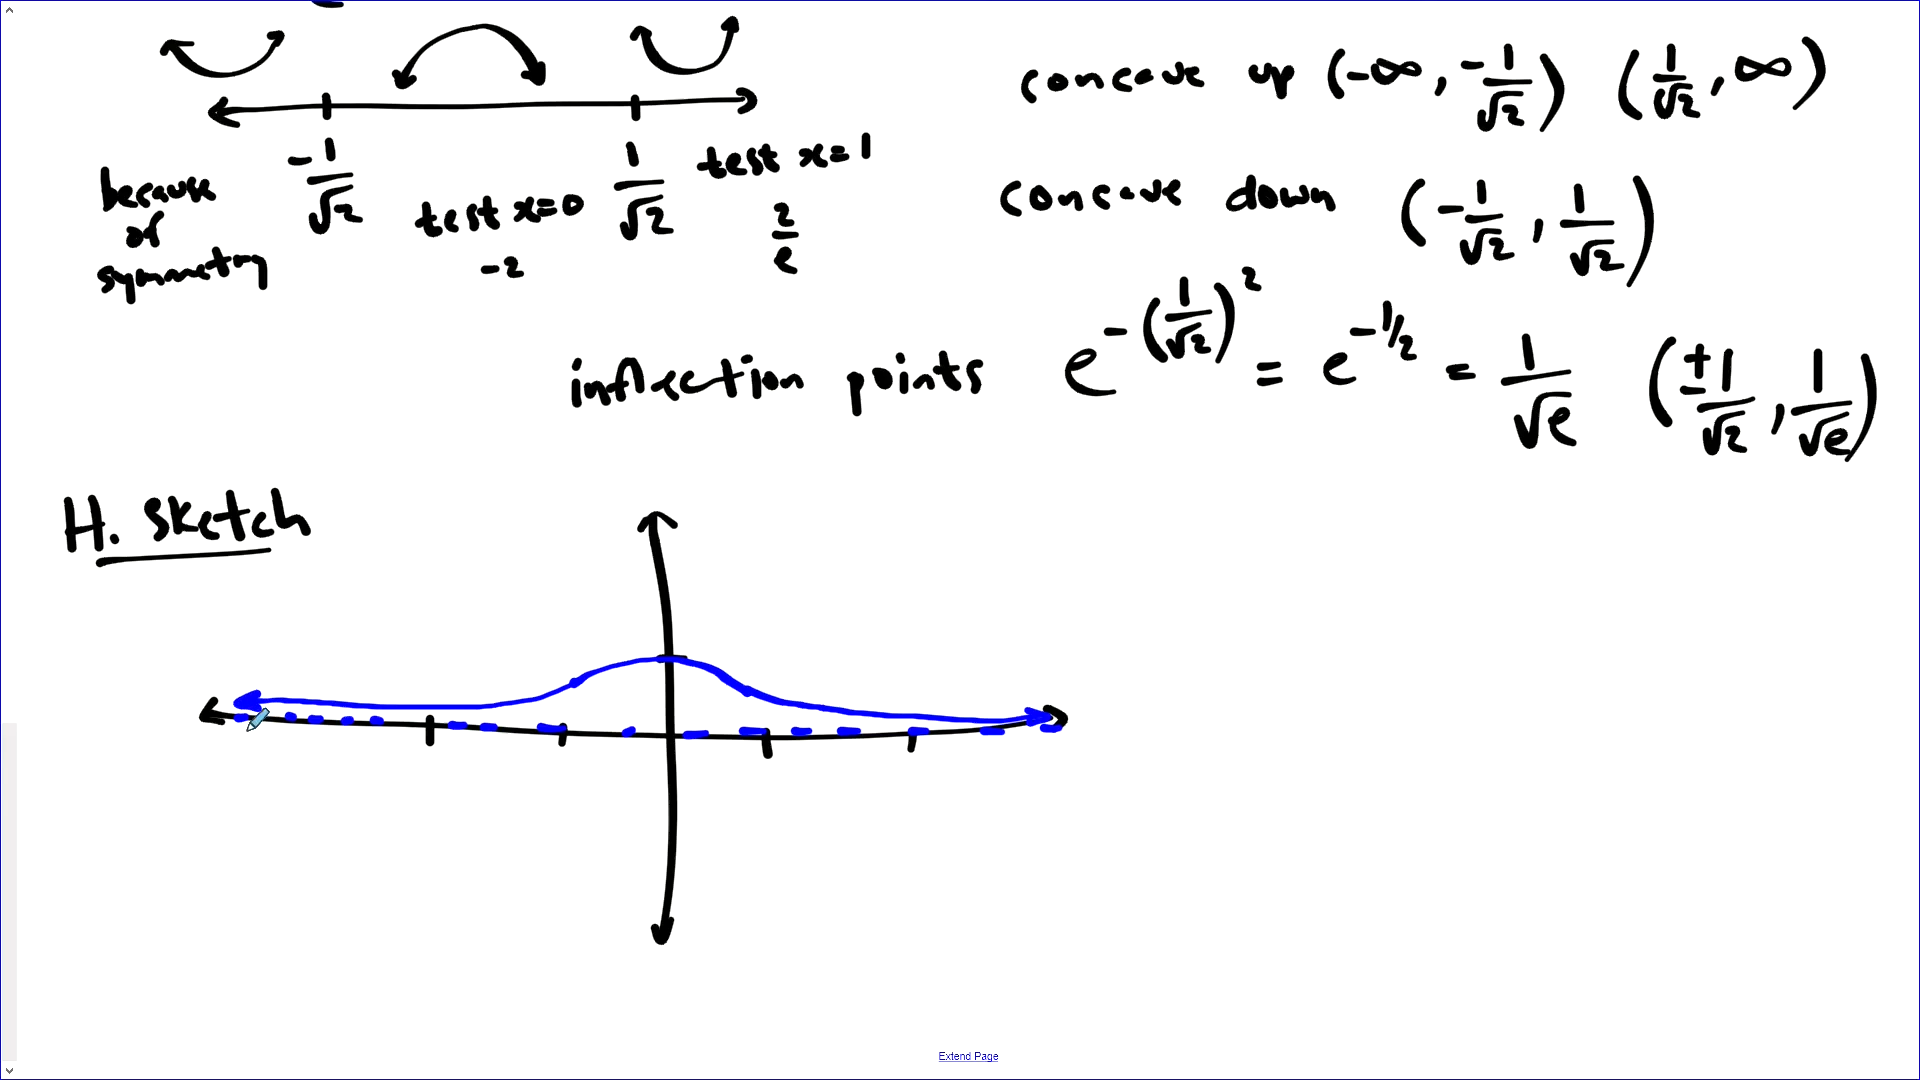 concave up (-∞, -1/√2) (1/√2, ∞)
-1/√2 1/√2
test x=1
2/e
test x=0
-2
because
of
symmetry
concave down (-1/√2, 1/√2)
inflection points e^-(1/√2)^2 = e^-1/2 = 1/√e (±1/√2, 1/√e)
H. sketch
Extend Page